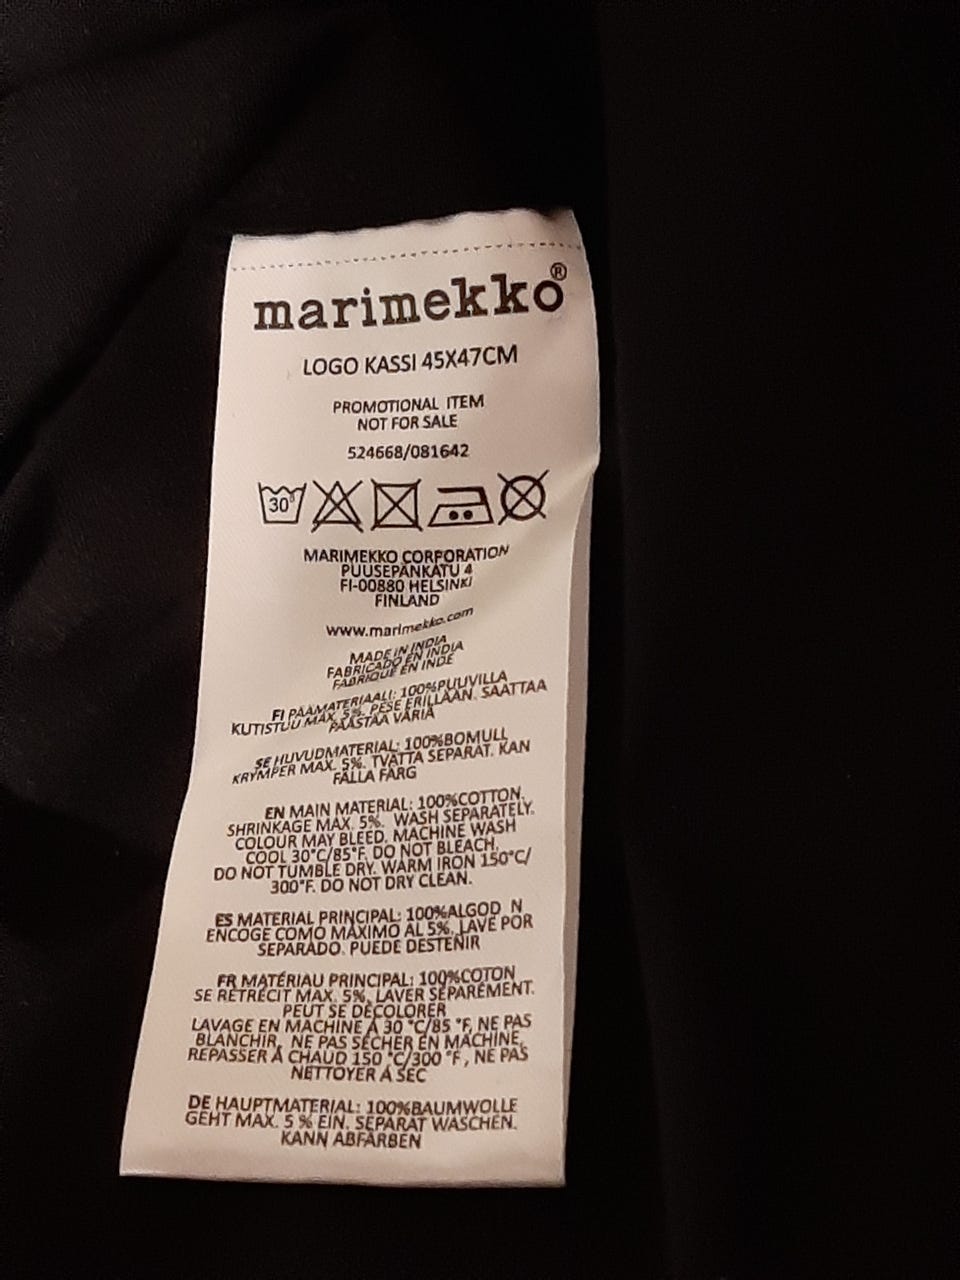 marimekko®
LOGO KASSI 45X47CM
PROMOTIONAL ITEM
NOT FOR SALE
524668/081642
30°
MARIMEKKO CORPORATION
PUUSEPÄNKATU 4
FI-00880 HELSINKI
FINLAND
www.marimekko.com
MADE IN INDIA
FABRICADO EN INDIA
FABRIQUÉ EN INDE
FI PÄÄMATERIAALI: 100%PUUVILLA
KUTISTUU MAX. 5%. PESE ERILLÄÄN. SAATTAA
PÄÄSTÄÄ VÄRIÄ
SE HUVUDMATERIAL: 100%BOMULL
KRYMPER MAX. 5%. TVÄTTA SEPARAT. KAN
FÄLLA FÄRG
EN MAIN MATERIAL: 100%COTTON.
SHRINKAGE MAX. 5%. WASH SEPARATELY.
COLOUR MAY BLEED. MACHINE WASH
COOL 30°C/85°F. DO NOT BLEACH.
DO NOT TUMBLE DRY. WARM IRON 150°C/
300°F. DO NOT DRY CLEAN.
ES MATERIAL PRINCIPAL: 100%ALGOD N
ENCOGE COMO MÁXIMO AL 5%. LAVE POR
SEPARADO. PUEDE DESTEÑIR
FR MATÉRIAU PRINCIPAL: 100%COTON
SE RÉTRÉCIT MAX. 5%. LAVER SÉPARÉMENT.
PEUT SE DÉCOLORER
LAVAGE EN MACHINE À 30 °C/85 °F, NE PAS
BLANCHIR, NE PAS SÉCHER EN MACHINE,
REPASSER À CHAUD 150 °C/300 °F, NE PAS
NETTOYER À SEC
DE HAUPTMATERIAL: 100%BAUMWOLLE
GEHT MAX. 5 % EIN. SEPARAT WASCHEN.
KANN ABFÄRBEN